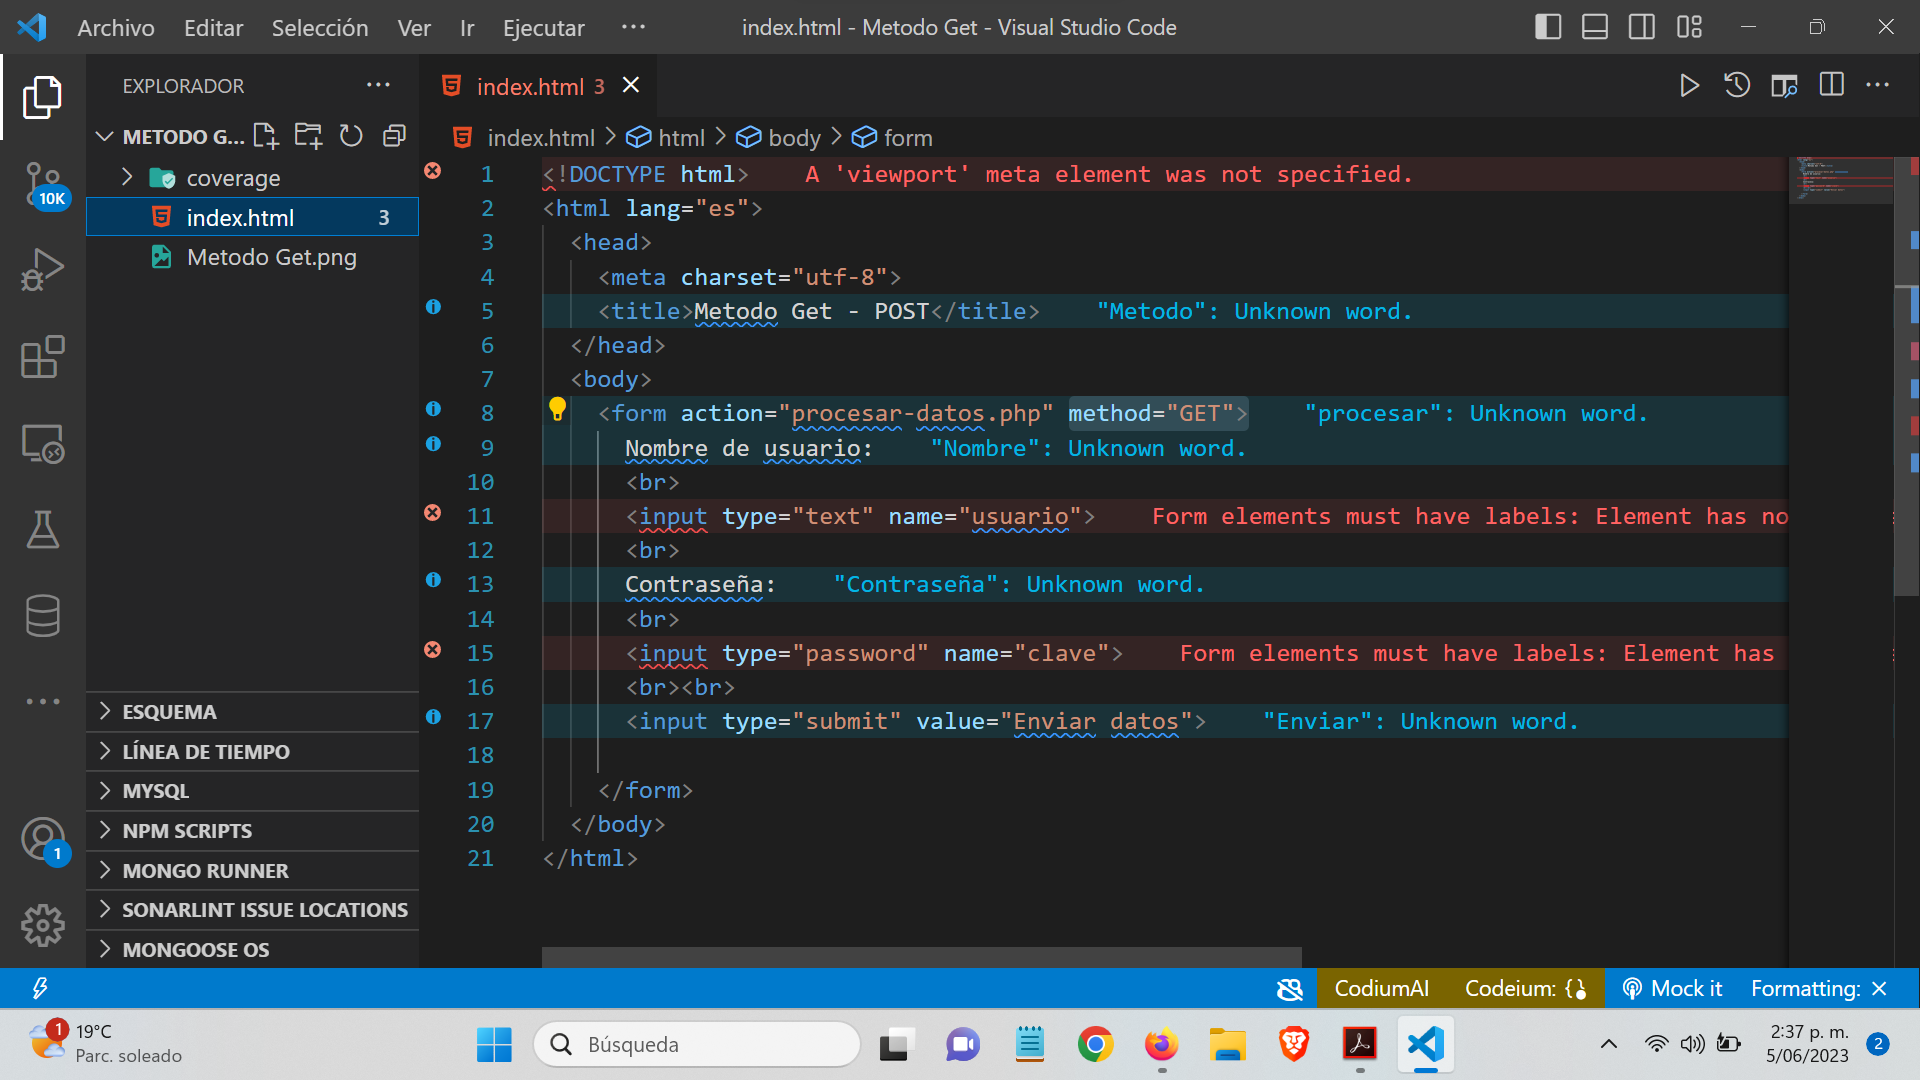 Archivo Editar Selección Ver Ir Ejecutar ··· index.html - Metodo Get - Visual Studio Code
EXPLORADOR ···
METODO G...
coverage
index.html 3
Metodo Get.png
10K
1
ESQUEMA
LÍNEA DE TIEMPO
MYSQL
NPM SCRIPTS
MONGO RUNNER
SONARLINT ISSUE LOCATIONS
MONGOOSE OS
index.html 3
index.html > html > body > form
1 <!DOCTYPE html> A 'viewport' meta element was not specified.
2 <html lang="es">
3 <head>
4 <meta charset="utf-8">
5 <title>Metodo Get - POST</title> "Metodo": Unknown word.
6 </head>
7 <body>
8 <form action="procesar-datos.php" method="GET"> "procesar": Unknown word.
9 Nombre de usuario: "Nombre": Unknown word.
10 <br>
11 <input type="text" name="usuario"> Form elements must have labels: Element has no
12 <br>
13 Contraseña: "Contraseña": Unknown word.
14 <br>
15 <input type="password" name="clave"> Form elements must have labels: Element has
16 <br><br>
17 <input type="submit" value="Enviar datos"> "Enviar": Unknown word.
18
19 </form>
20 </body>
21 </html>
CodiumAI Codeium: {} Mock it Formatting: ×
1
19°C
Parc. soleado
Búsqueda
2:37 p. m.
5/06/2023
2